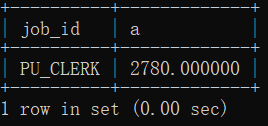 +----------+-------------+
| job_id   | a           |
+----------+-------------+
| PU_CLERK | 2780.000000 |
+----------+-------------+
1 row in set (0.00 sec)